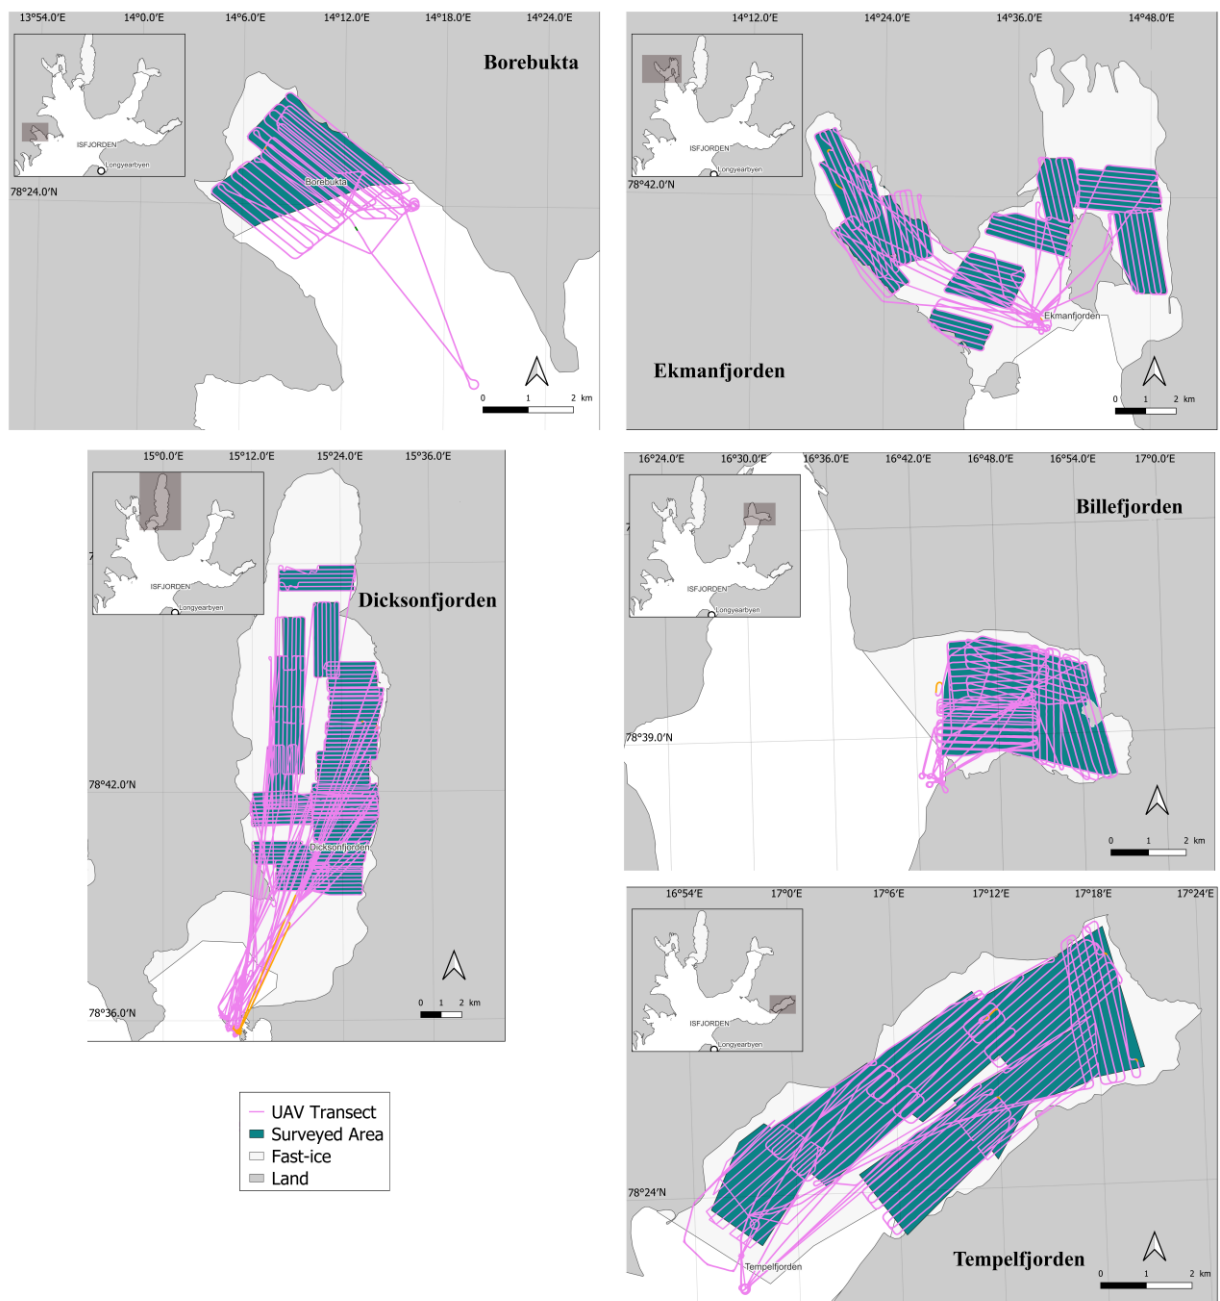 13°54.0'E 14°0.0'E 14°6.0'E 14°12.0'E 14°18.0'E 14°24.0'E
Borebukta
ISFJORDEN
Longyearbyen
78°24.0'N
Borebukta
0 1 2 km
14°12.0'E 14°24.0'E 14°36.0'E 14°48.0'E
ISFJORDEN
Longyearbyen
78°42.0'N
Ekmanfjorden
Ekmanfjorden
0 1 2 km
15°0.0'E 15°12.0'E 15°24.0'E 15°36.0'E
ISFJORDEN
Longyearbyen
Dicksonfjorden
78°42.0'N
Dicksonfjorden
0 1 2 km
78°36.0'N
16°24.0'E 16°30.0'E 16°36.0'E 16°42.0'E 16°48.0'E 16°54.0'E 17°0.0'E
Billefjorden
ISFJORDEN
Longyearbyen
78°39.0'N
0 1 2 km
16°54.0'E 17°0.0'E 17°6.0'E 17°12.0'E 17°18.0'E 17°24.0'E
ISFJORDEN
Longyearbyen
78°24'0"N
Tempelfjorden
Tempelfjorden
0 1 2 km
UAV Transect
Surveyed Area
Fast-ice
Land